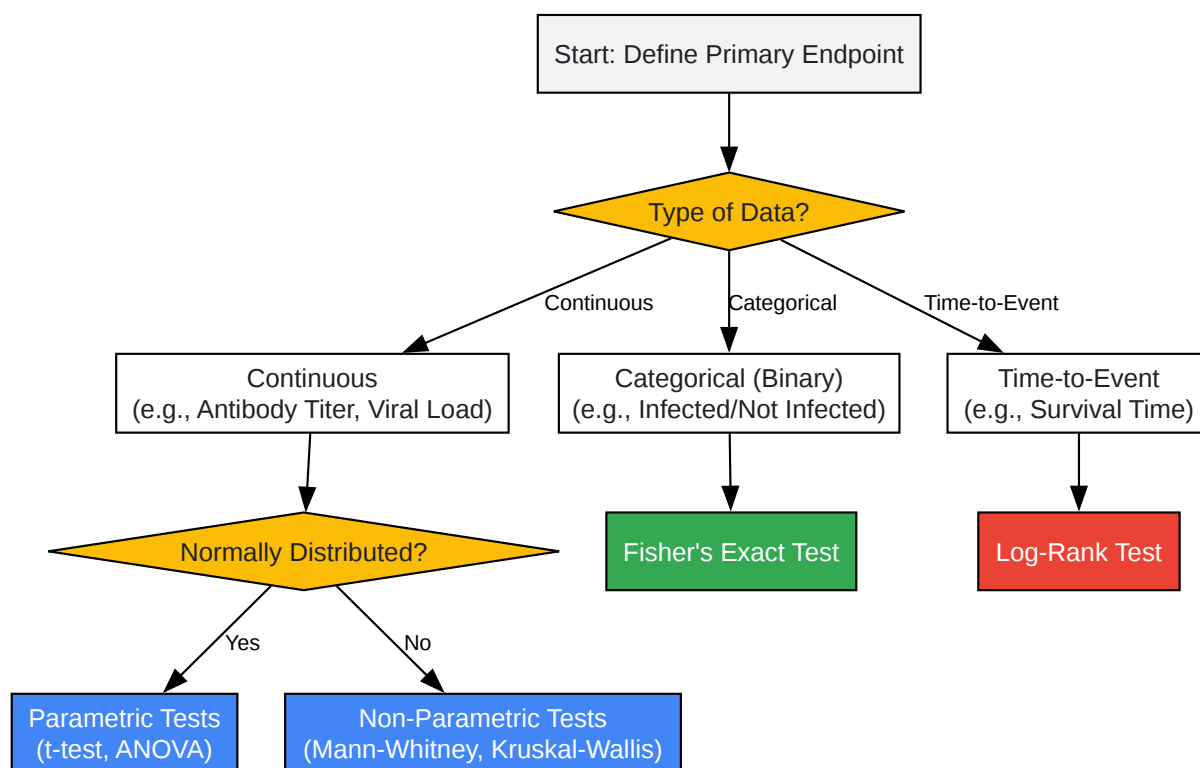 Start: Define Primary Endpoint
Type of Data?
Continuous
Categorical
Time-to-Event
Continuous
(e.g., Antibody Titer, Viral Load)
Categorical (Binary)
(e.g., Infected/Not Infected)
Time-to-Event
(e.g., Survival Time)
Normally Distributed?
Fisher's Exact Test
Log-Rank Test
Yes
No
Parametric Tests
(t-test, ANOVA)
Non-Parametric Tests
(Mann-Whitney, Kruskal-Wallis)